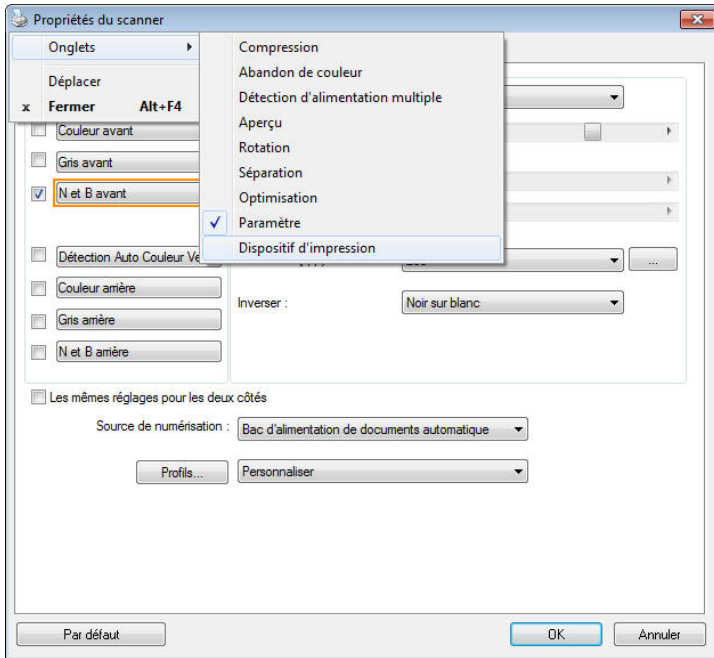 Propriétés du scanner
Onglets
Déplacer
x Fermer Alt+F4
Compression
Abandon de couleur
Détection d'alimentation multiple
Aperçu
Rotation
Séparation
Optimisation
Paramètre
Dispositif d'impression
Couleur avant
Gris avant
N et B avant
Détection Auto Couleur Ve
Couleur arrière
Gris arrière
N et B arrière
...
Inverser : Noir sur blanc
Les mêmes réglages pour les deux côtés
Source de numérisation : Bac d'alimentation de documents automatique
Profils... Personnaliser
Par défaut OK Annuler